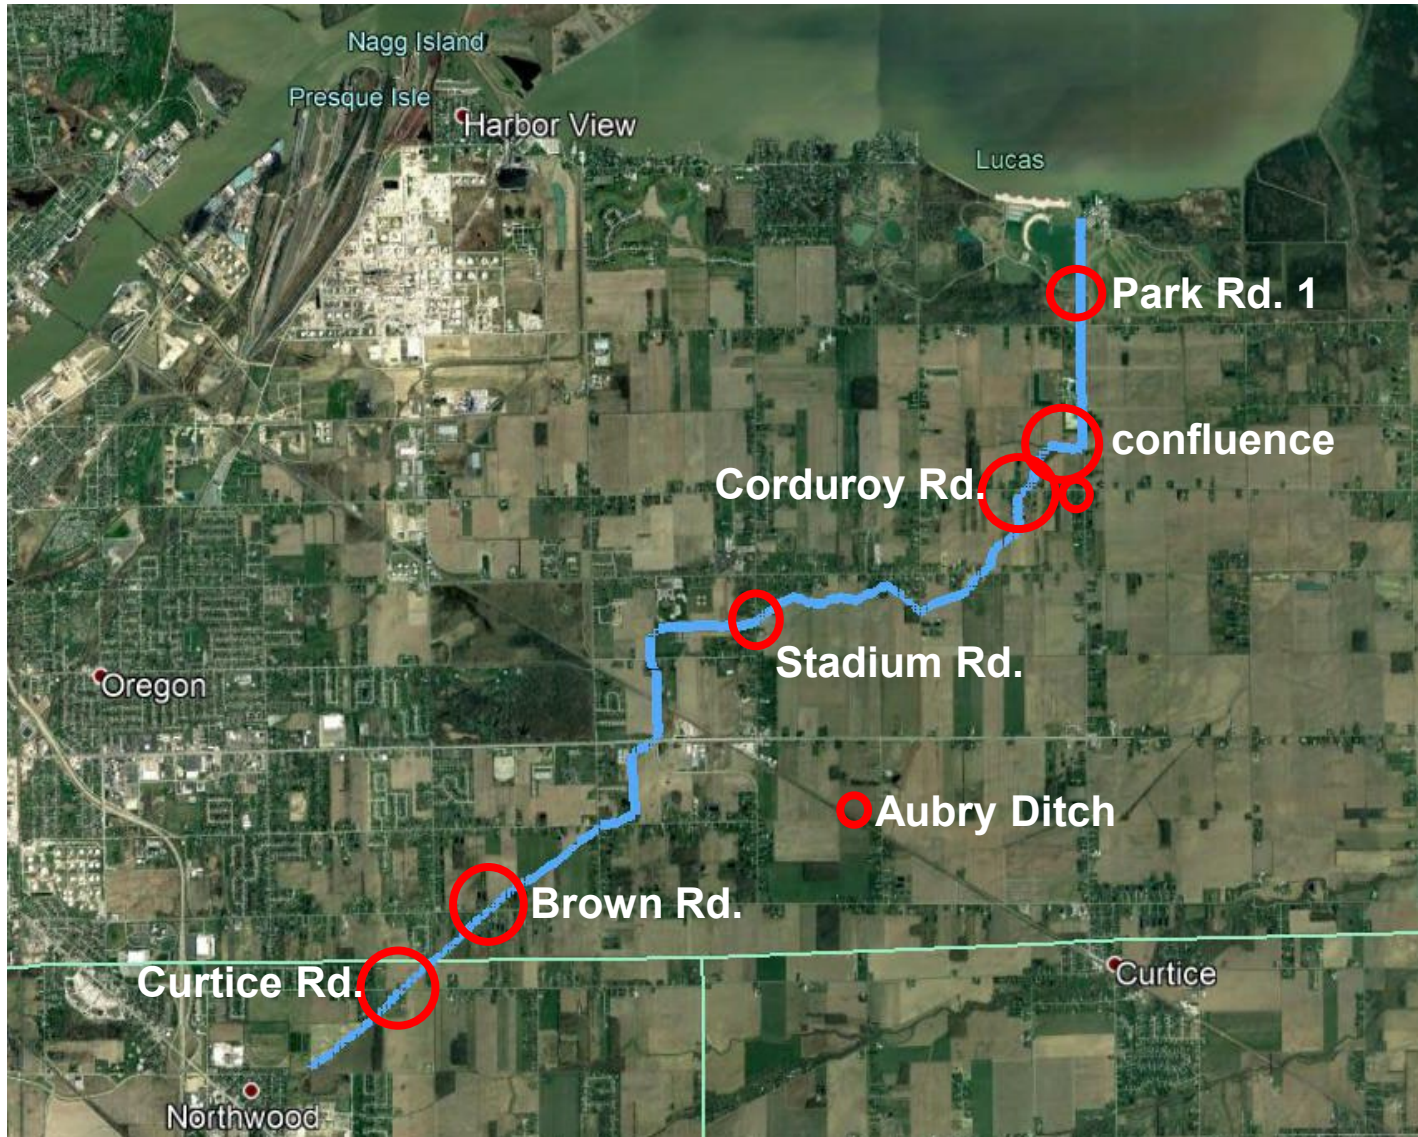 Nagg Island
Presque Isle
Harbor View
Lucas
Park Rd. 1
confluence
Corduroy Rd.
Stadium Rd.
Oregon
Aubry Ditch
Brown Rd.
Curtice Rd.
Curtice
Northwood